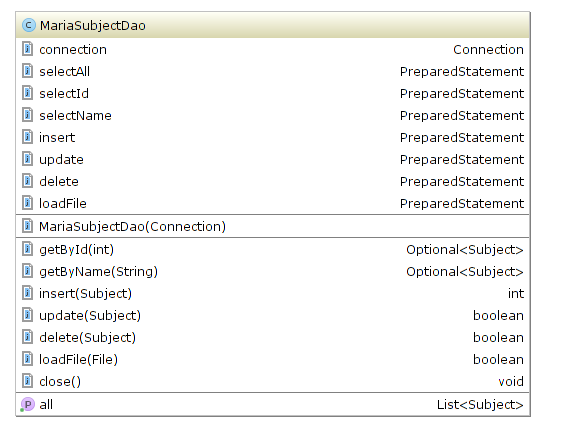 C MariaSubjectDao
connection Connection
selectAll PreparedStatement
selectId PreparedStatement
selectName PreparedStatement
insert PreparedStatement
update PreparedStatement
delete PreparedStatement
loadFile PreparedStatement
MariaSubjectDao(Connection)
getById(int) Optional<Subject>
getByName(String) Optional<Subject>
insert(Subject) int
update(Subject) boolean
delete(Subject) boolean
loadFile(File) boolean
close() void
P all List<Subject>